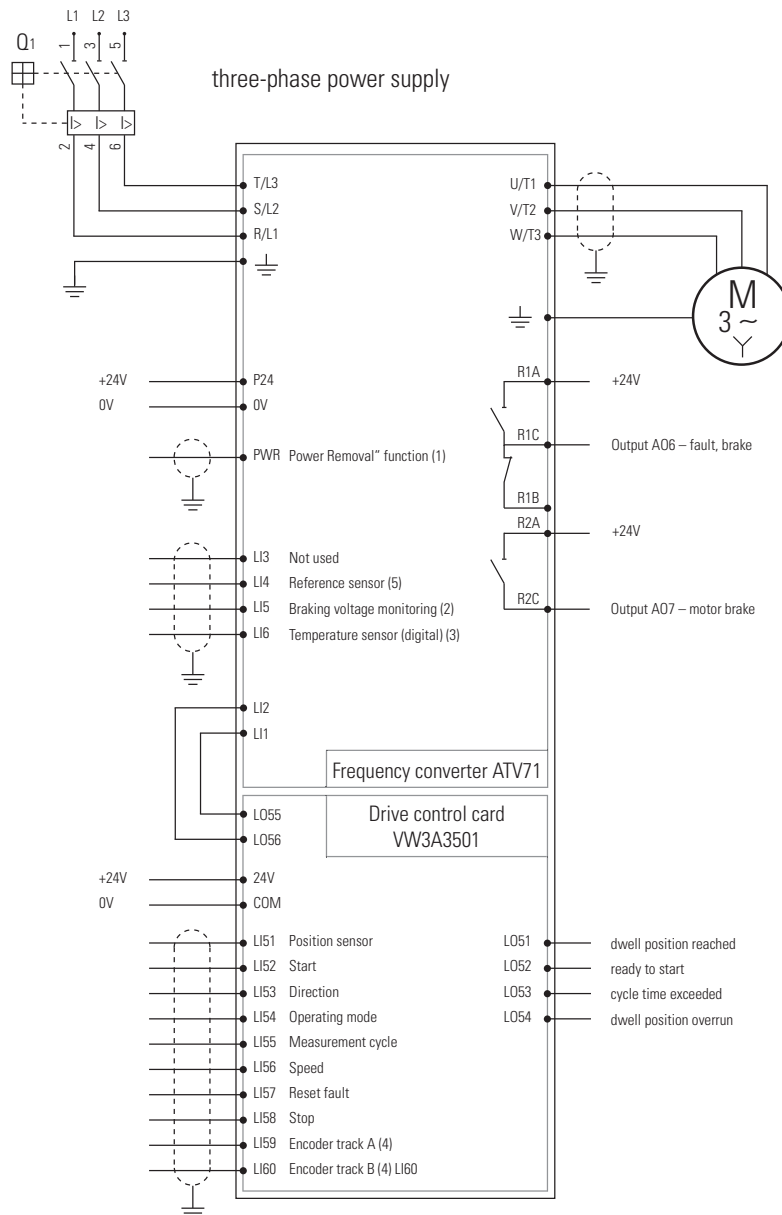 L1 L2 L3
Q1
1 3 5
three-phase power supply
I> I> I>
2 4 6
T/L3
S/L2
R/L1
U/T1
V/T2
W/T3
M
3 ~
+24V P24
0V 0V
PWR Power Removal" function (1)
R1A +24V
R1C Output A06 – fault, brake
R1B
R2A +24V
R2C Output A07 – motor brake
LI3 Not used
LI4 Reference sensor (5)
LI5 Braking voltage monitoring (2)
LI6 Temperature sensor (digital) (3)
LI2
LI1
Frequency converter ATV71
Drive control card
VW3A3501
LO55
LO56
+24V 24V
0V COM
LI51 Position sensor
LI52 Start
LI53 Direction
LI54 Operating mode
LI55 Measurement cycle
LI56 Speed
LI57 Reset fault
LI58 Stop
LI59 Encoder track A (4)
LI60 Encoder track B (4) LI60
LO51 dwell position reached
LO52 ready to start
LO53 cycle time exceeded
LO54 dwell position overrun